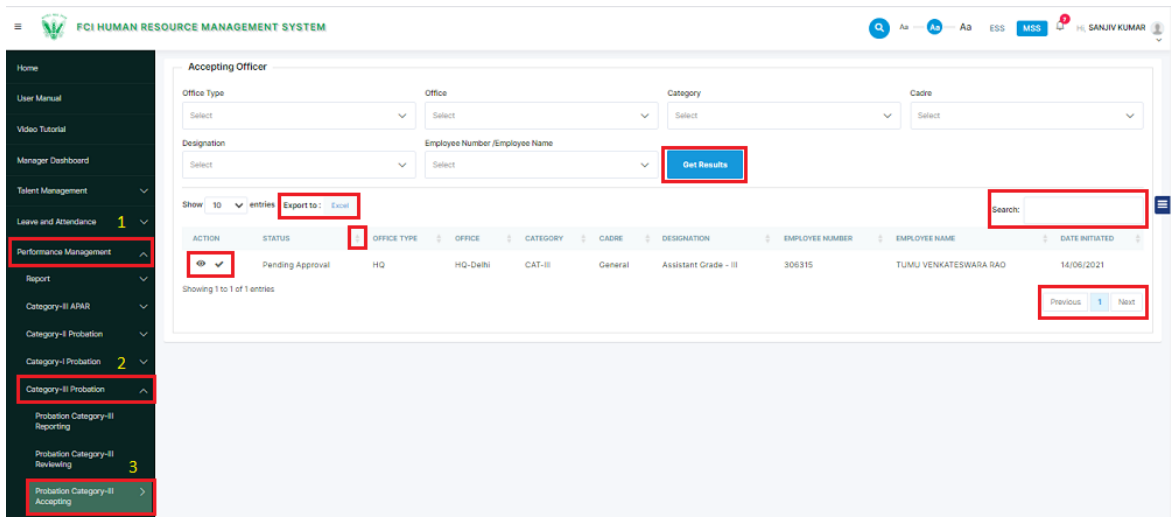 FCI HUMAN RESOURCE MANAGEMENT SYSTEM
Aa Aa Aa ESS MSS 7 Hi, SANJIV KUMAR
Home
User Manual
Video Tutorial
Manager Dashboard
Talent Management
Leave and Attendance 1
Performance Management
Report
Category-III APAR
Category-II Probation
Category-I Probation 2
Category-III Probation
Probation Category-III
Reporting
Probation Category-III
Reviewing
3
Probation Category-III
Accepting
Accepting Officer
Office Type Office Category Cadre
Select Select Select Select
Designation Employee Number /Employee Name
Select Select Get Results
Show 10 entries Export to : Excel Search:
ACTION STATUS OFFICE TYPE OFFICE CATEGORY CADRE DESIGNATION EMPLOYEE NUMBER EMPLOYEE NAME DATE INITIATED
Pending Approval HQ HQ-Delhi CAT-III General Assistant Grade - III 306315 TUMU VENKATESWARA RAO 14/06/2021
Showing 1 to 1 of 1 entries
Previous 1 Next